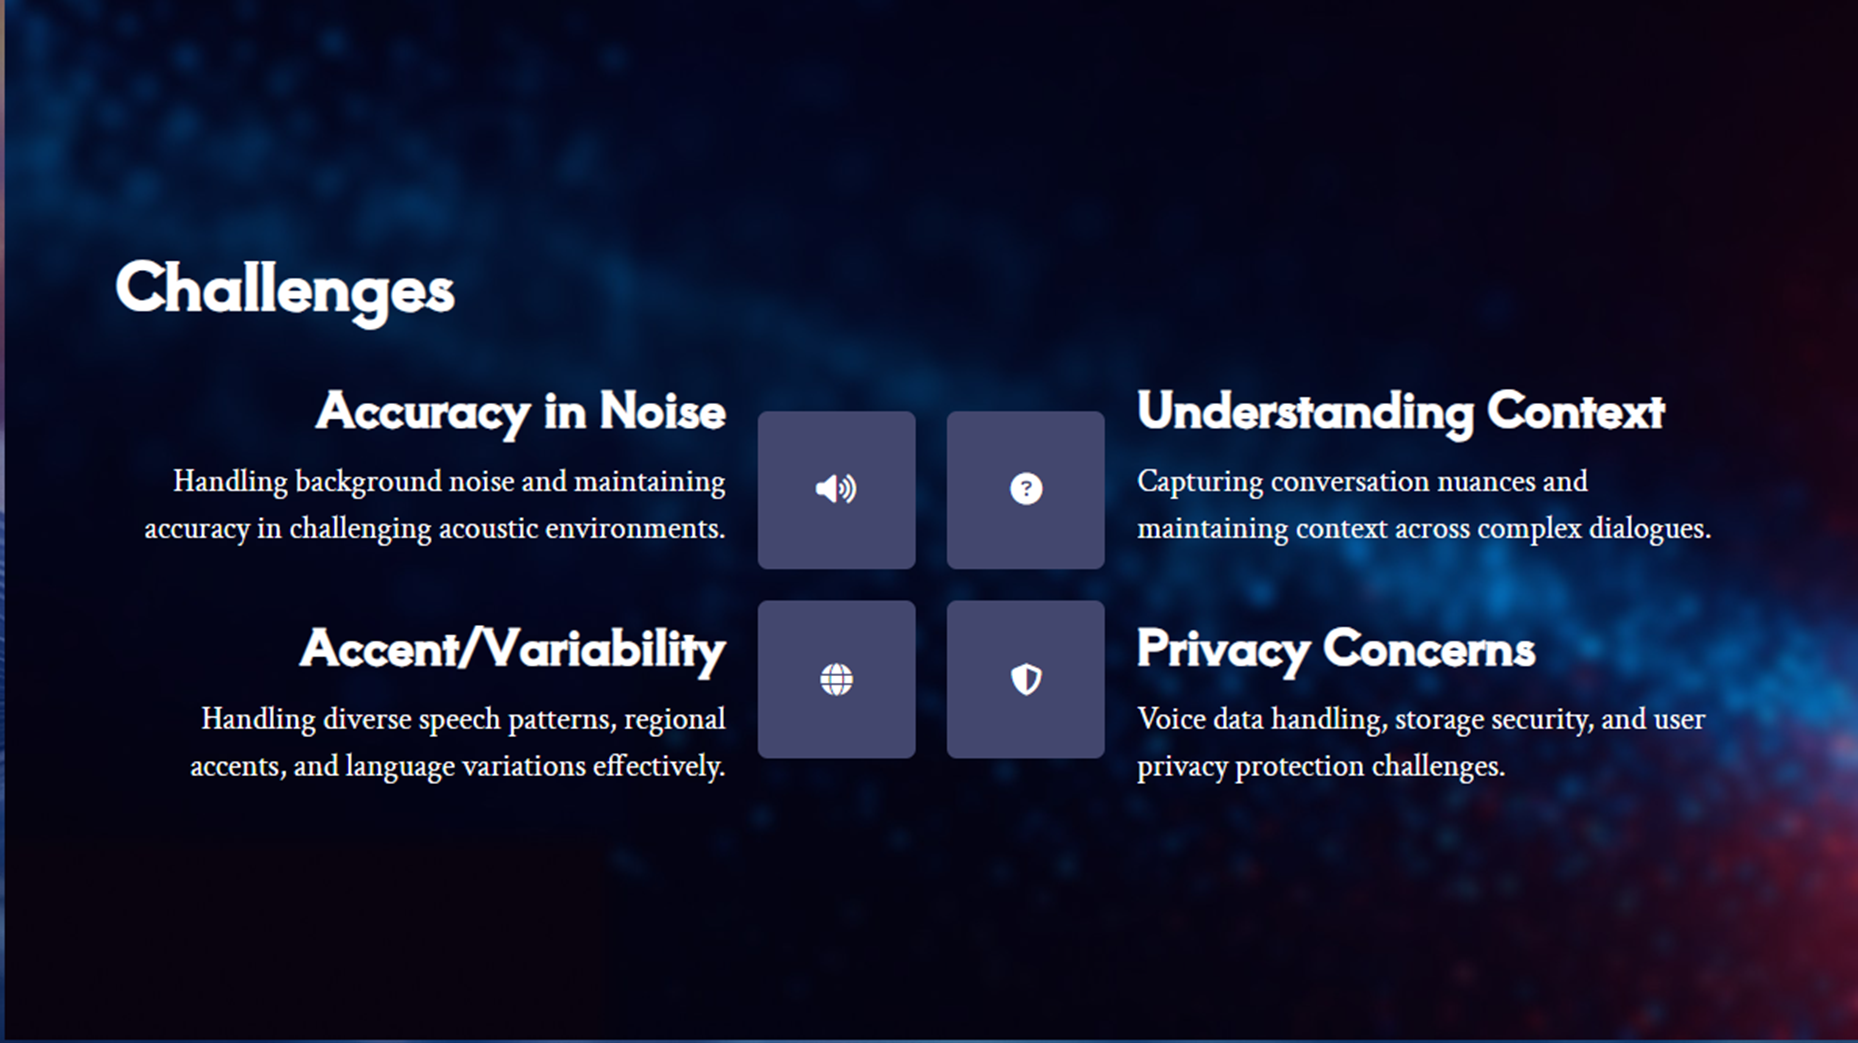 Challenges
Accuracy in Noise
Handling background noise and maintaining
accuracy in challenging acoustic environments.
Understanding Context
Capturing conversation nuances and
maintaining context across complex dialogues.
Accent/Variability
Handling diverse speech patterns, regional
accents, and language variations effectively.
Privacy Concerns
Voice data handling, storage security, and user
privacy protection challenges.